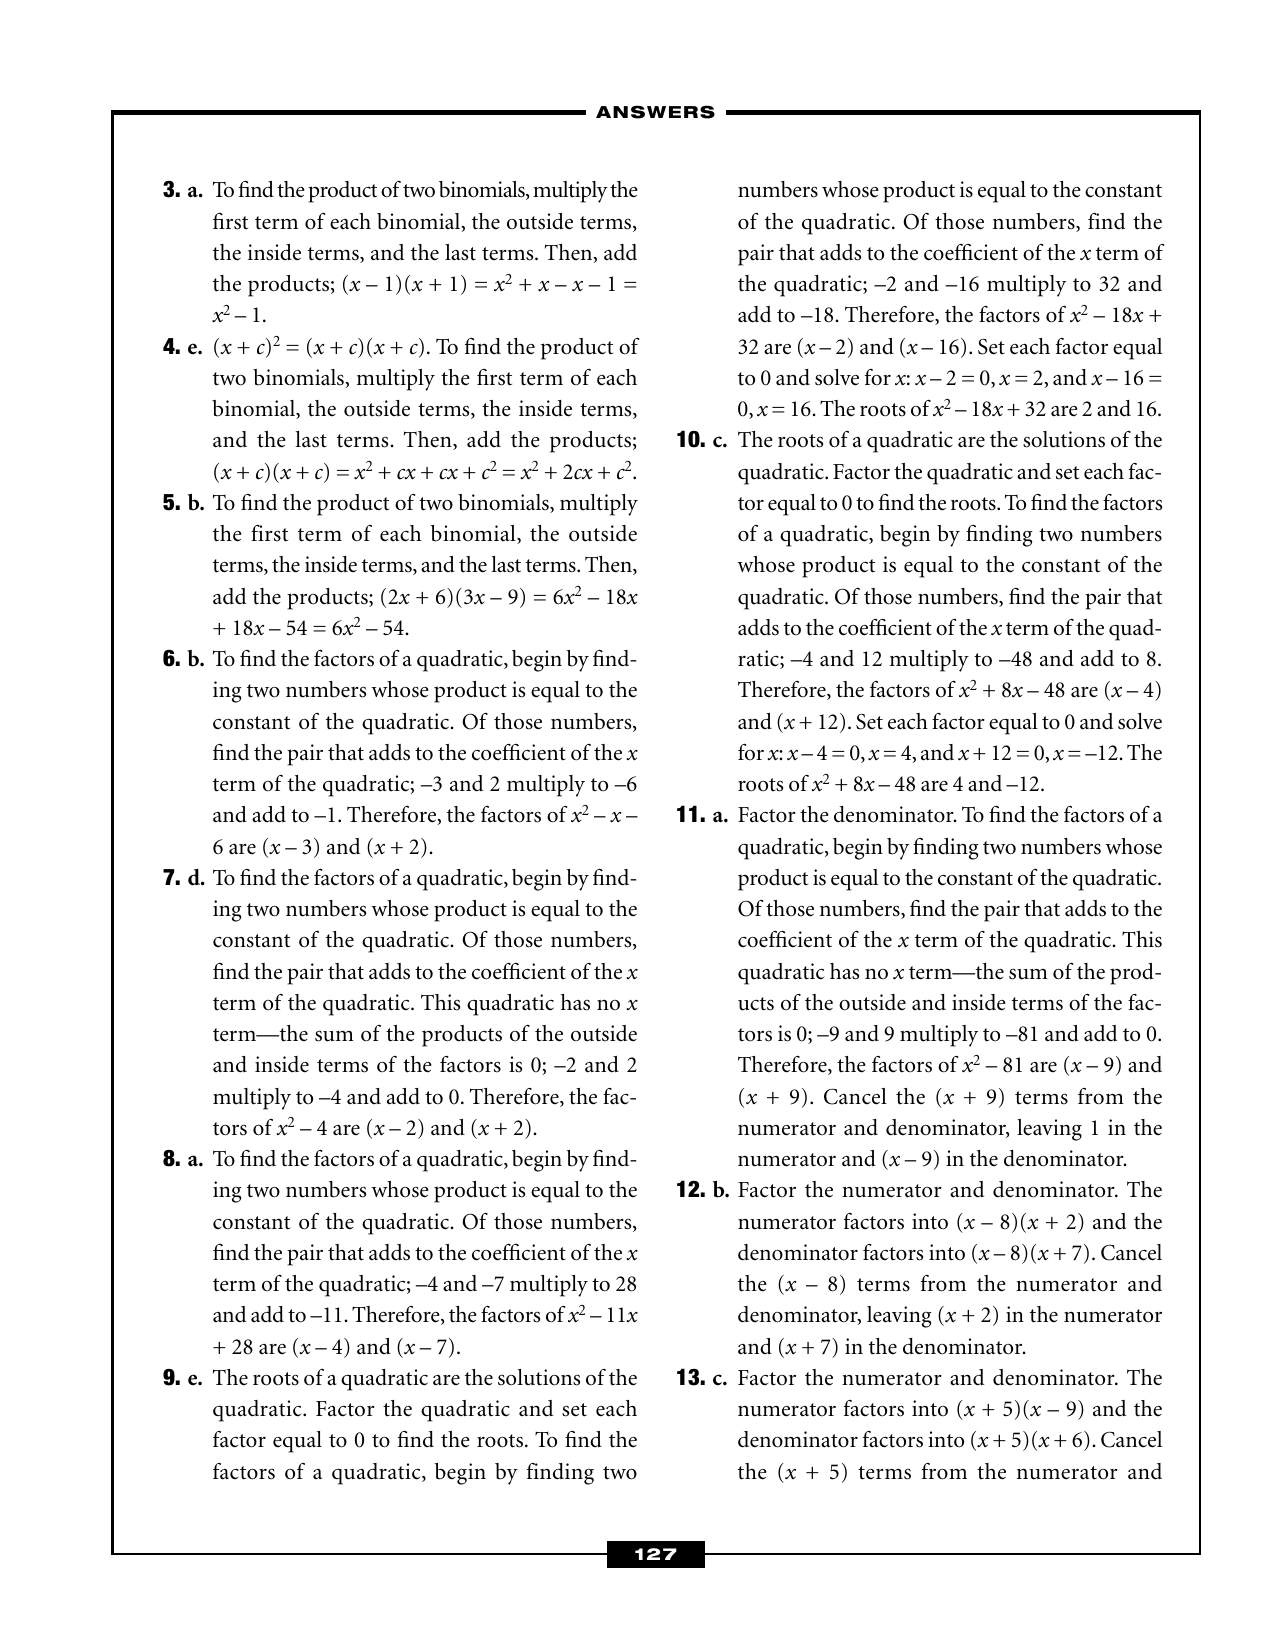 ANSWERS
3. a. To find the product of two binomials, multiply the
first term of each binomial, the outside terms,
the inside terms, and the last terms. Then, add
the products; (x – 1)(x + 1) = x² + x – x – 1 =
x² – 1.
4. e. (x + c)² = (x + c)(x + c). To find the product of
two binomials, multiply the first term of each
binomial, the outside terms, the inside terms,
and the last terms. Then, add the products;
(x + c)(x + c) = x² + cx + cx + c² = x² + 2cx + c².
5. b. To find the product of two binomials, multiply
the first term of each binomial, the outside
terms, the inside terms, and the last terms. Then,
add the products; (2x + 6)(3x – 9) = 6x² – 18x
+ 18x – 54 = 6x² – 54.
6. b. To find the factors of a quadratic, begin by find-
ing two numbers whose product is equal to the
constant of the quadratic. Of those numbers,
find the pair that adds to the coefficient of the x
term of the quadratic; –3 and 2 multiply to –6
and add to –1. Therefore, the factors of x² – x –
6 are (x – 3) and (x + 2).
7. d. To find the factors of a quadratic, begin by find-
ing two numbers whose product is equal to the
constant of the quadratic. Of those numbers,
find the pair that adds to the coefficient of the x
term of the quadratic. This quadratic has no x
term—the sum of the products of the outside
and inside terms of the factors is 0; –2 and 2
multiply to –4 and add to 0. Therefore, the fac-
tors of x² – 4 are (x – 2) and (x + 2).
8. a. To find the factors of a quadratic, begin by find-
ing two numbers whose product is equal to the
constant of the quadratic. Of those numbers,
find the pair that adds to the coefficient of the x
term of the quadratic; –4 and –7 multiply to 28
and add to –11. Therefore, the factors of x² – 11x
+ 28 are (x – 4) and (x – 7).
9. e. The roots of a quadratic are the solutions of the
quadratic. Factor the quadratic and set each
factor equal to 0 to find the roots. To find the
factors of a quadratic, begin by finding two
numbers whose product is equal to the constant
of the quadratic. Of those numbers, find the
pair that adds to the coefficient of the x term of
the quadratic; –2 and –16 multiply to 32 and
add to –18. Therefore, the factors of x² – 18x +
32 are (x – 2) and (x – 16). Set each factor equal
to 0 and solve for x: x – 2 = 0, x = 2, and x – 16 =
0, x = 16. The roots of x² – 18x + 32 are 2 and 16.
10. c. The roots of a quadratic are the solutions of the
quadratic. Factor the quadratic and set each fac-
tor equal to 0 to find the roots. To find the factors
of a quadratic, begin by finding two numbers
whose product is equal to the constant of the
quadratic. Of those numbers, find the pair that
adds to the coefficient of the x term of the quad-
ratic; –4 and 12 multiply to –48 and add to 8.
Therefore, the factors of x² + 8x – 48 are (x – 4)
and (x + 12). Set each factor equal to 0 and solve
for x: x – 4 = 0, x = 4, and x + 12 = 0, x = –12. The
roots of x² + 8x – 48 are 4 and –12.
11. a. Factor the denominator. To find the factors of a
quadratic, begin by finding two numbers whose
product is equal to the constant of the quadratic.
Of those numbers, find the pair that adds to the
coefficient of the x term of the quadratic. This
quadratic has no x term—the sum of the prod-
ucts of the outside and inside terms of the fac-
tors is 0; –9 and 9 multiply to –81 and add to 0.
Therefore, the factors of x² – 81 are (x – 9) and
(x + 9). Cancel the (x + 9) terms from the
numerator and denominator, leaving 1 in the
numerator and (x – 9) in the denominator.
12. b. Factor the numerator and denominator. The
numerator factors into (x – 8)(x + 2) and the
denominator factors into (x – 8)(x + 7). Cancel
the (x – 8) terms from the numerator and
denominator, leaving (x + 2) in the numerator
and (x + 7) in the denominator.
13. c. Factor the numerator and denominator. The
numerator factors into (x + 5)(x – 9) and the
denominator factors into (x + 5)(x + 6). Cancel
the (x + 5) terms from the numerator and
127